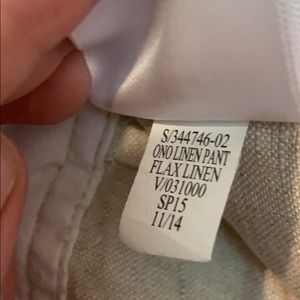 S/344746-02
ONO LINEN PANT
FLAX LINEN
V/031000
SP15
11/14